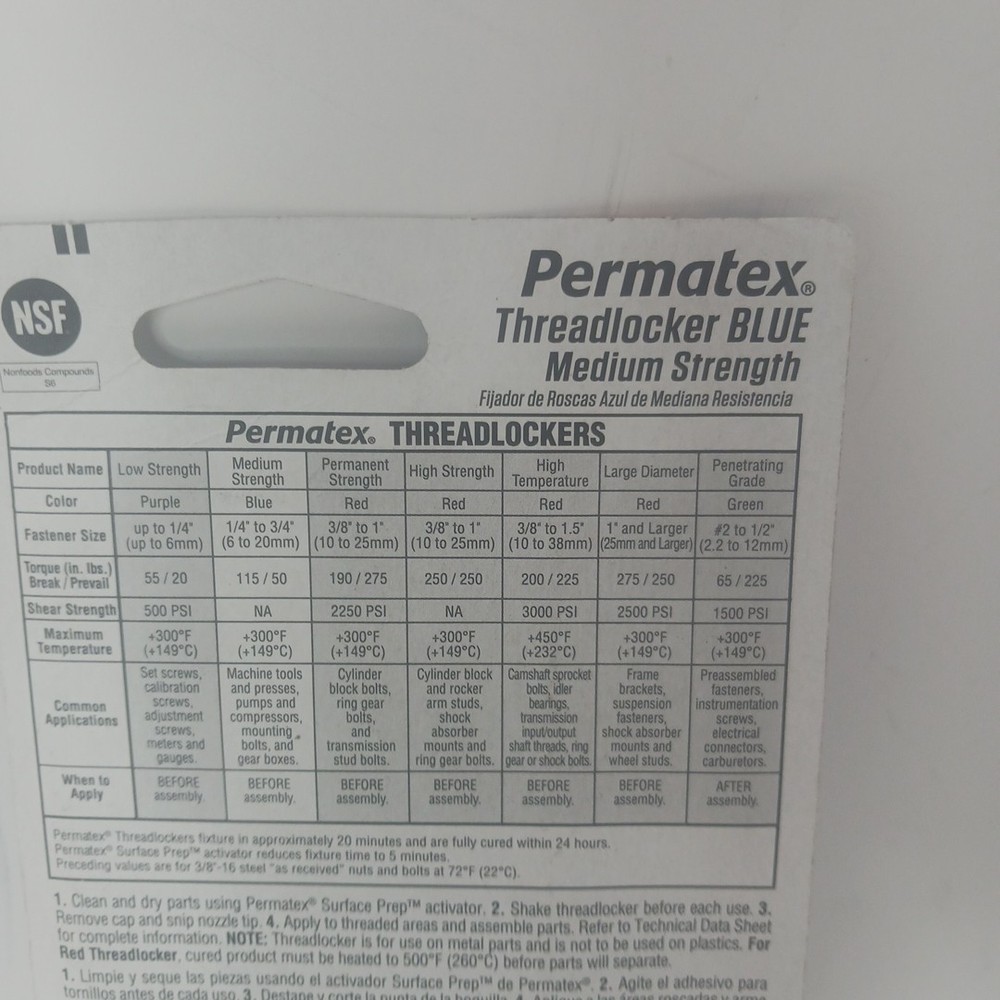 NSF
Nonfoods Compounds
S6
Permatex®
Threadlocker BLUE
Medium Strength
Fijador de Roscas Azul de Mediana Resistencia
Permatex® THREADLOCKERS
Product Name Low Strength Medium Strength Permanent Strength High Strength High Temperature Large Diameter Penetrating Grade
Color Purple Blue Red Red Red Red Green
Fastener Size up to 1/4" (up to 6mm) 1/4" to 3/4" (6 to 20mm) 3/8" to 1" (10 to 25mm) 3/8" to 1" (10 to 25mm) 3/8" to 1.5" (10 to 38mm) 1" and Larger (25mm and Larger) #2 to 1/2" (2.2 to 12mm)
Torque (in. lbs.) Break / Prevail 55 / 20 115 / 50 190 / 275 250 / 250 200 / 225 275 / 250 65 / 225
Shear Strength 500 PSI NA 2250 PSI NA 3000 PSI 2500 PSI 1500 PSI
Maximum Temperature +300°F (+149°C) +300°F (+149°C) +300°F (+149°C) +300°F (+149°C) +450°F (+232°C) +300°F (+149°C) +300°F (+149°C)
Common Applications Set screws, calibration screws, adjustment screws, meters and gauges. Machine tools and presses, pumps and compressors, mounting bolts, and gear boxes. Cylinder block bolts, ring gear bolts, and transmission stud bolts. Cylinder block and rocker arm studs, shock absorber mounts and ring gear bolts. Camshaft sprocket bolts, idler bearings, transmission input/output shaft threads, ring gear or shock bolts. Frame brackets, suspension fasteners, shock absorber mounts and wheel studs. Preassembled fasteners, instrumentation screws, electrical connectors, carburetors.
When to Apply BEFORE assembly. BEFORE assembly. BEFORE assembly. BEFORE assembly. BEFORE assembly. BEFORE assembly. AFTER assembly.
Permatex® Threadlockers fixture in approximately 20 minutes and are fully cured within 24 hours.
Permatex® Surface Prep™ activator reduces fixture time to 5 minutes.
Preceding values are for 3/8"-16 steel "as received" nuts and bolts at 72°F (22°C).
1. Clean and dry parts using Permatex® Surface Prep™ activator. 2. Shake threadlocker before each use. 3.
Remove cap and snip nozzle tip. 4. Apply to threaded areas and assemble parts. Refer to Technical Data Sheet
for complete information. NOTE: Threadlocker is for use on metal parts and is not to be used on plastics. For
Red Threadlocker, cured product must be heated to 500°F (260°C) before parts will separate.
1. Limpie y seque las piezas usando el activador Surface Prep™ de Permatex®. 2. Agite el adhesivo para
tornillos antes de cada uso. 3. Destape y corte la punta de la boquilla. 4.